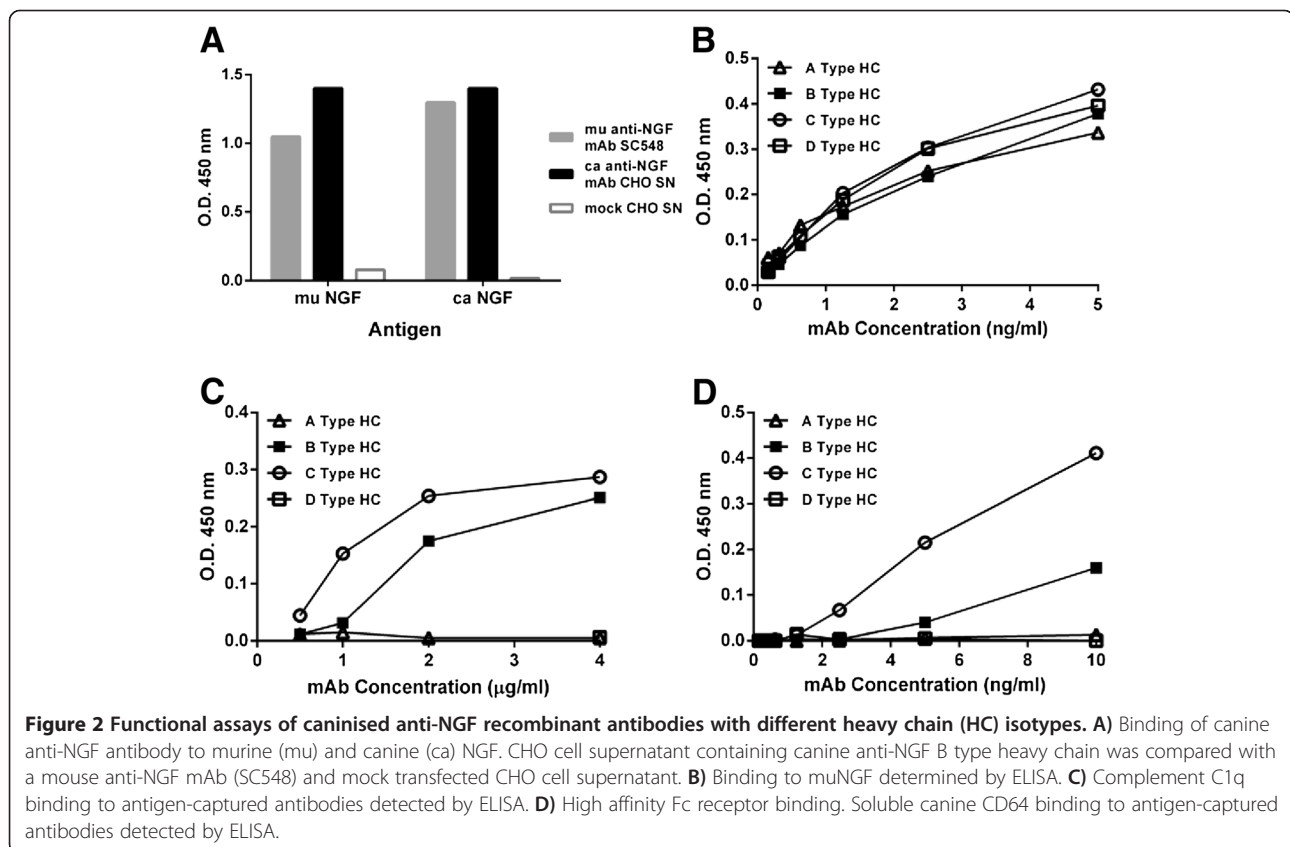 A
1.5
1.0
0.5
0.0
O.D. 450 nm
mu NGF
ca NGF
Antigen
mu anti-NGF
mAb SC548
ca anti-NGF
mAb CHO SN
mock CHO SN
B
0.5
0.4
0.3
0.2
0.1
0.0
O.D. 450 nm
A Type HC
B Type HC
C Type HC
D Type HC
0 1 2 3 4 5
mAb Concentration (ng/ml)
C
0.4
0.3
0.2
0.1
0.0
O.D. 450 nm
A Type HC
B Type HC
C Type HC
D Type HC
0 1 2 3 4
mAb Concentration (µg/ml)
D
0.5
0.4
0.3
0.2
0.1
0.0
O.D. 450 nm
A Type HC
B Type HC
C Type HC
D Type HC
0 2 4 6 8 10
mAb Concentration (ng/ml)
Figure 2 Functional assays of caninised anti-NGF recombinant antibodies with different heavy chain (HC) isotypes. A) Binding of canine
anti-NGF antibody to murine (mu) and canine (ca) NGF. CHO cell supernatant containing canine anti-NGF B type heavy chain was compared with
a mouse anti-NGF mAb (SC548) and mock transfected CHO cell supernatant. B) Binding to muNGF determined by ELISA. C) Complement C1q
binding to antigen-captured antibodies detected by ELISA. D) High affinity Fc receptor binding. Soluble canine CD64 binding to antigen-captured
antibodies detected by ELISA.